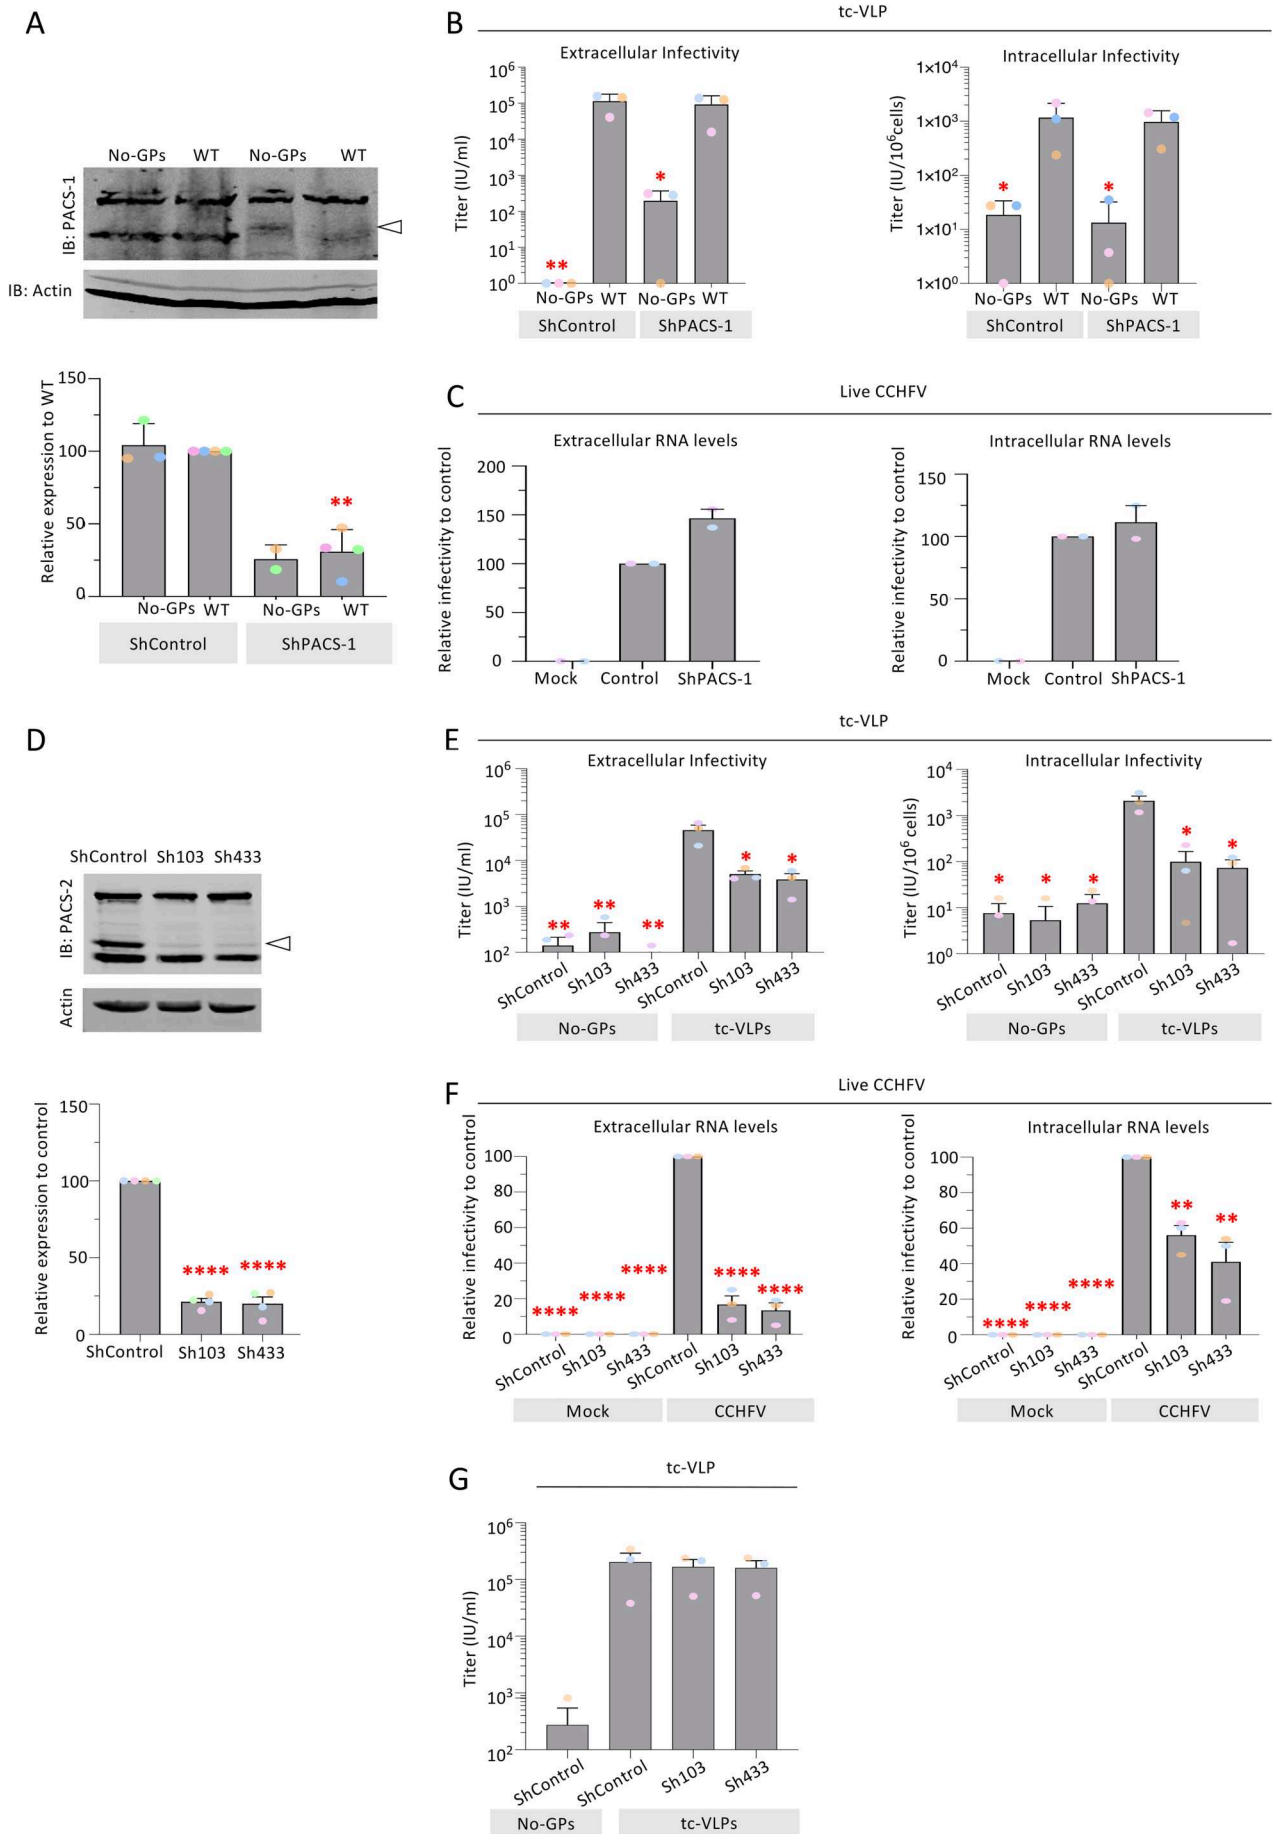 A
No-GPs WT No-GPs WT
IB: PACS-1
IB: Actin
Relative expression to WT
150
100
50
0
No-GPs WT No-GPs WT
**
ShControl ShPACS-1
B
tc-VLP
Extracellular Infectivity
Titer (IU/ml)
10⁶
10⁵
10⁴
10³
10²
10¹
10⁰
** *
No-GPs WT No-GPs WT
ShControl ShPACS-1
Intracellular Infectivity
Titer (IU/10⁶cells)
1×10⁴
1×10³
1×10²
1×10¹
1×10⁰
* *
No-GPs WT No-GPs WT
ShControl ShPACS-1
C
Live CCHFV
Extracellular RNA levels
Relative infectivity to control
200
150
100
50
0
Mock Control ShPACS-1
Intracellular RNA levels
Relative infectivity to control
150
100
50
0
Mock Control ShPACS-1
D
ShControl Sh103 Sh433
IB: PACS-2
Actin
Relative expression to control
150
100
50
0
**** ****
ShControl Sh103 Sh433
E
tc-VLP
Extracellular Infectivity
Titer (IU/ml)
10⁶
10⁵
10⁴
10³
10²
** ** ** * *
ShControl Sh103 Sh433 ShControl Sh103 Sh433
No-GPs tc-VLPs
Intracellular Infectivity
Titer (IU/10⁶ cells)
10⁴
10³
10²
10¹
10⁰
* * * * *
ShControl Sh103 Sh433 ShControl Sh103 Sh433
No-GPs tc-VLPs
F
Live CCHFV
Extracellular RNA levels
Relative infectivity to control
100
80
60
40
20
0
**** **** **** **** ****
ShControl Sh103 Sh433 ShControl Sh103 Sh433
Mock CCHFV
Intracellular RNA levels
Relative infectivity to control
100
80
60
40
20
0
**** **** **** ** **
ShControl Sh103 Sh433 ShControl Sh103 Sh433
Mock CCHFV
G
tc-VLP
Titer (IU/ml)
10⁶
10⁵
10⁴
10³
10²
ShControl ShControl Sh103 Sh433
No-GPs tc-VLPs